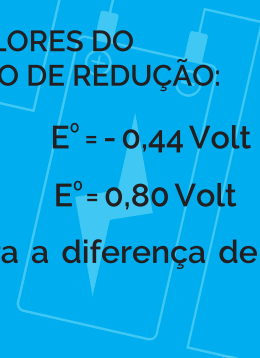 LORES DO
O DE REDUÇÃO:
E° = - 0,44 Volt
E° = 0,80 Volt
a a diferença de